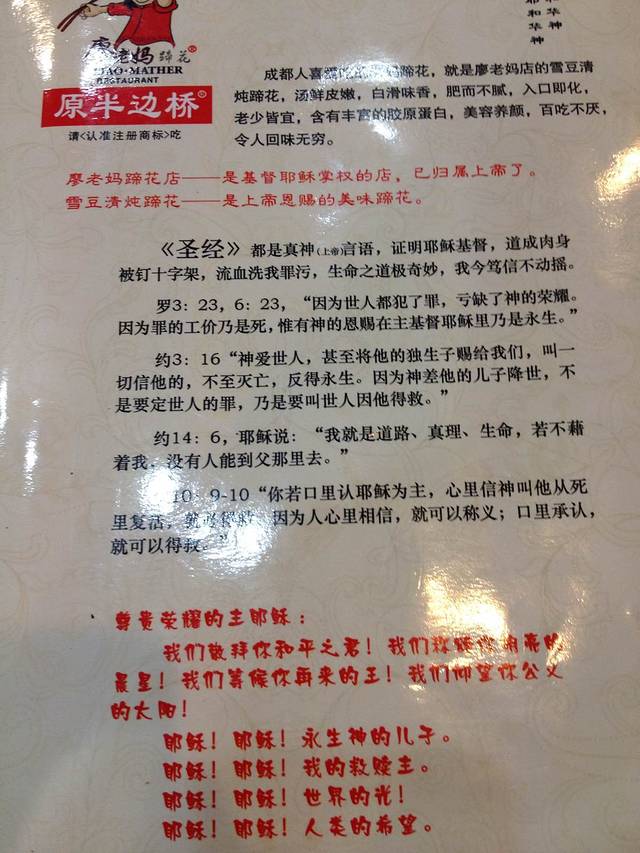 耶和华神
和华神
廖老妈蹄花®
LIAO·MATHER
RESTAURANT
原半边桥®
请<认准注册商标>吃
成都人喜爱吃的 妈蹄花，就是廖老妈店的雪豆清
炖蹄花，汤鲜皮嫩，白滑味香，肥而不腻，入口即化，
老少皆宜，含有丰富的胶原蛋白，美容养颜，百吃不厌，
令人回味无穷。
廖老妈蹄花店——是基督耶稣掌权的店，已归属上帝了。
雪豆清炖蹄花——是上帝恩赐的美味蹄花。
《圣经》都是真神(上帝)言语，证明耶稣基督，道成肉身
被钉十字架，流血洗我罪污，生命之道极奇妙，我今笃信不动摇。
罗3：23，6：23，“因为世人都犯了罪，亏缺了神的荣耀。
因为罪的工价乃是死，惟有神的恩赐在主基督耶稣里乃是永生。”
约3：16“神爱世人，甚至将他的独生子赐给我们，叫一
切信他的，不至灭亡，反得永生。因为神差他的儿子降世，不
是要定世人的罪，乃是要叫世人因他得救。”
约14：6，耶稣说：“我就是道路、真理、生命，若不藉
着我，没有人能到父那里去。”
10：9-10“你若口里认耶稣为主，心里信神叫他从死
里复活，就必得救。因为人心里相信，就可以称义；口里承认，
就可以得救。”
尊贵荣耀的主耶稣：
我们敬拜你和平之君！我们称颂你明亮的
晨星！我们等候你再来的王！我们仰望你公义
的太阳！
耶稣！耶稣！永生神的儿子。
耶稣！耶稣！我的救赎主。
耶稣！耶稣！世界的光！
耶稣！耶稣！人类的希望。